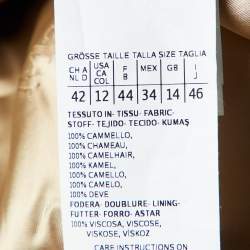 GRÖSSE TAILLE TALLA SIZE TAGLIA
CH A NL D USA CA COL F B MEX GB I J
42 12 44 34 14 46
TESSUTO IN-TISSU-FABRIC-
STOFF-TEJIDO-TECIDO-KUMAŞ
100% CAMMELLO,
100% CHAMEAU,
100% CAMELHAIR,
100% KAMEL,
100% CAMELLO,
100% CAMELO,
100% DEVE
FODERA-DOUBLURE-LINING-
FUTTER-FORRO-ASTAR
100% VISCOSA, VISCOSE,
VISKOSE, VİSKOZ
CARE INSTRUCTIONS ON